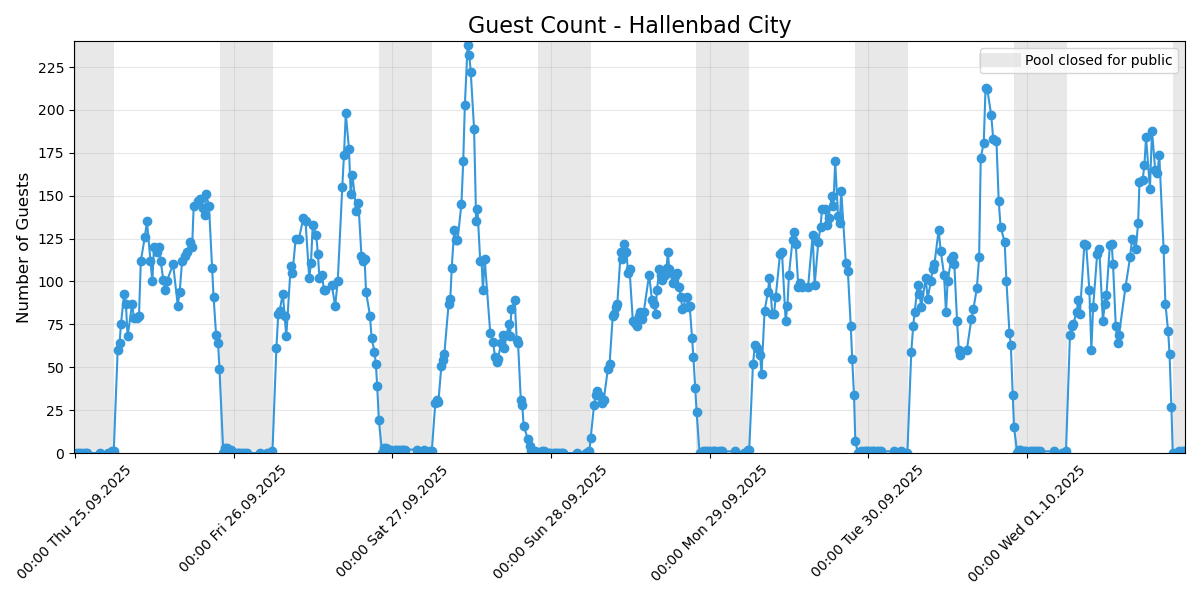 Guest Count - Hallenbad City
Pool closed for public
Number of Guests
225
200
175
150
125
100
75
50
25
0
00:00 Thu 25.09.2025
00:00 Fri 26.09.2025
00:00 Sat 27.09.2025
00:00 Sun 28.09.2025
00:00 Mon 29.09.2025
00:00 Tue 30.09.2025
00:00 Wed 01.10.2025